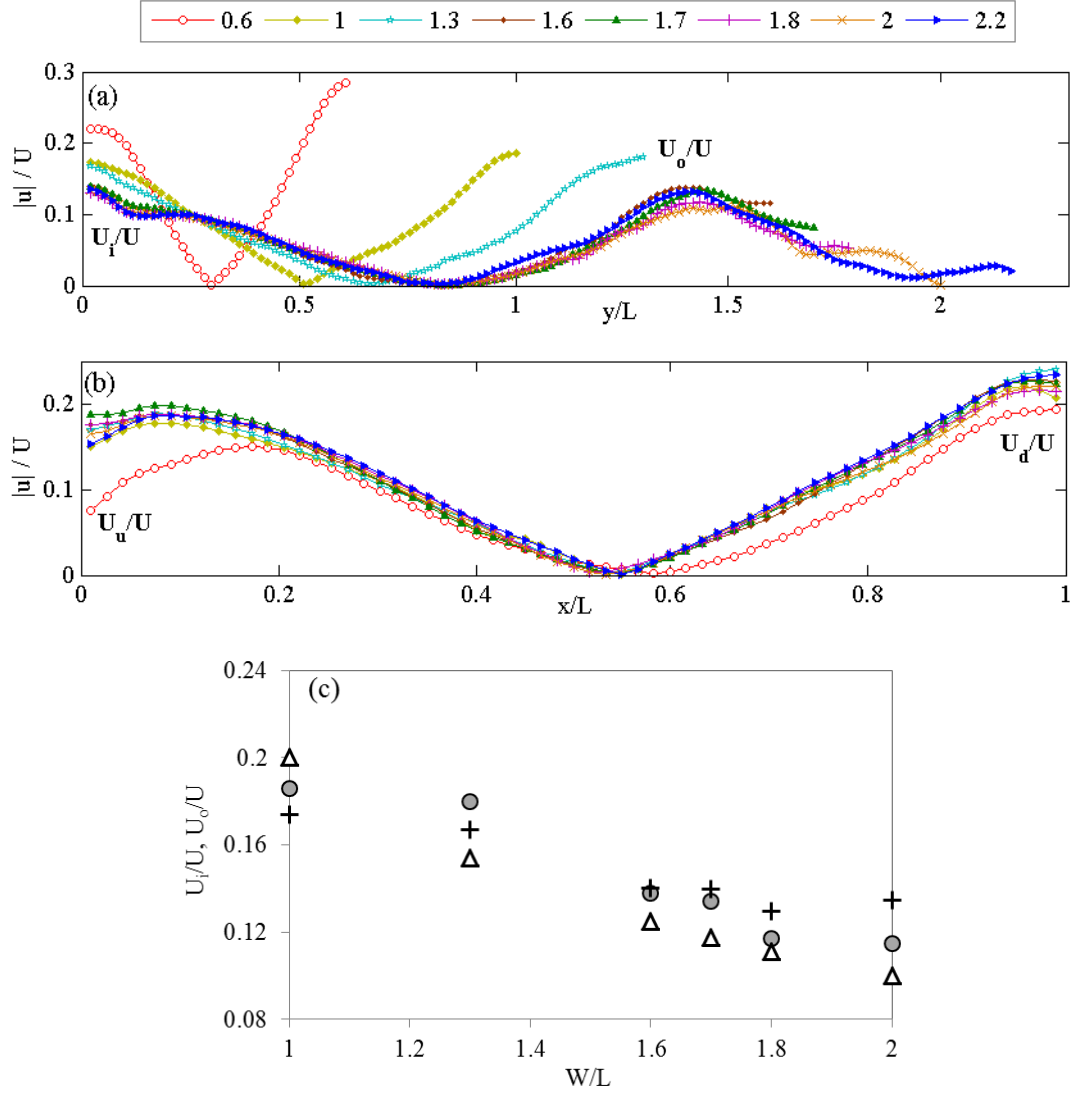 0.6 1 1.3 1.6 1.7 1.8 2 2.2
(a)
0.3
0.2
0.1
0
|u| / U
U_i/U
U_o/U
0 0.5 1 1.5 2
y/L
(b)
0.2
0.1
0
|u| / U
U_u/U
U_d/U
0 0.2 0.4 0.6 0.8 1
x/L
(c)
0.24
0.2
0.16
0.12
0.08
U_i/U, U_o/U
1 1.2 1.4 1.6 1.8 2
W/L